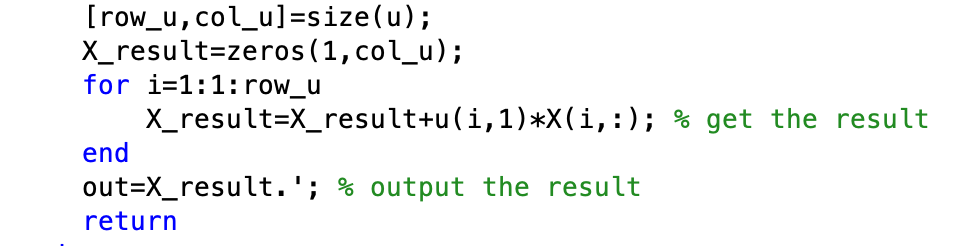 [row_u,col_u]=size(u);
X_result=zeros(1,col_u);
for i=1:1:row_u
X_result=X_result+u(i,1)*X(i,:); % get the result
end
out=X_result.'; % output the result
return